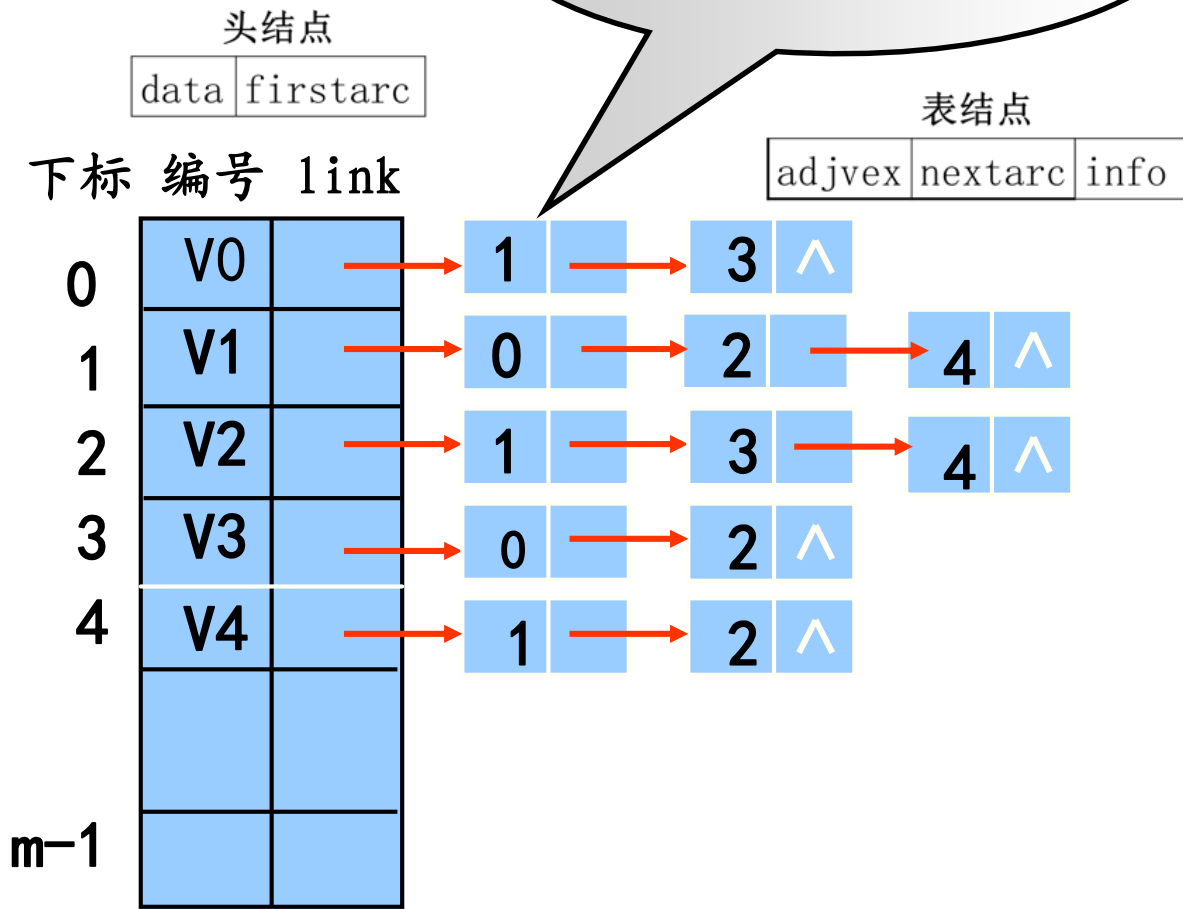 头结点
data firstarc
表结点
adjvex nextarc info
下标 编号 link
0 V0 1 3 ∧
1 V1 0 2 4 ∧
2 V2 1 3 4 ∧
3 V3 0 2 ∧
4 V4 1 2 ∧
m-1